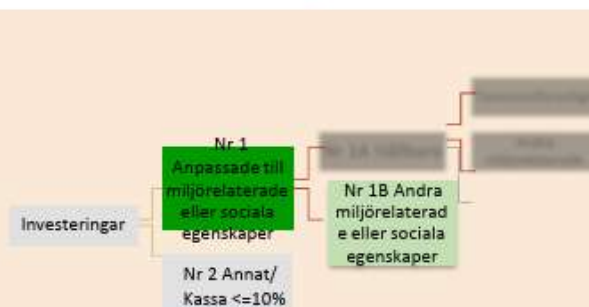 Nr 1
Anpassade till
miljörelaterade
eller sociala
egenskaper
Investeringar
Nr 2 Annat/
Kassa <=10%
Nr 1B Andra
miljörelaterad
e eller sociala
egenskaper